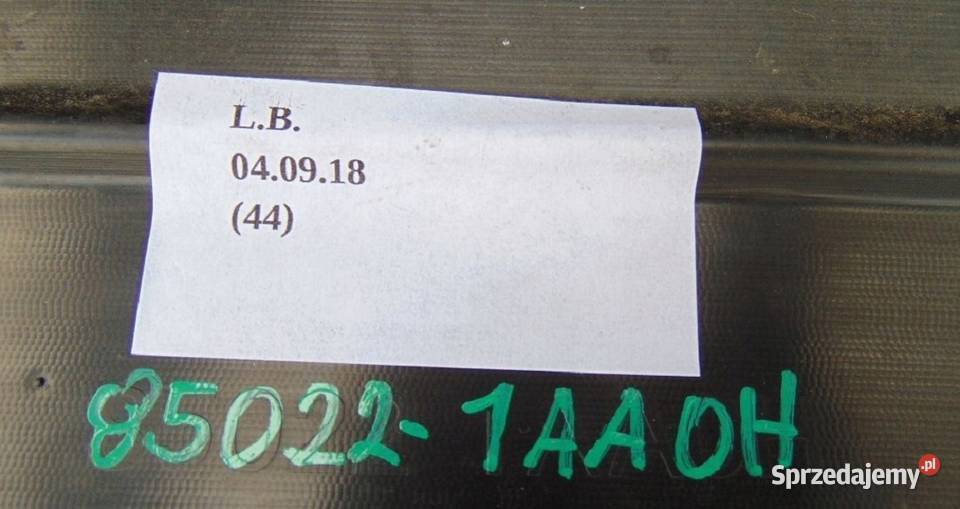 L.B.
04.09.18
(44)
85022-1AA0H
Sprzedajemy.pl